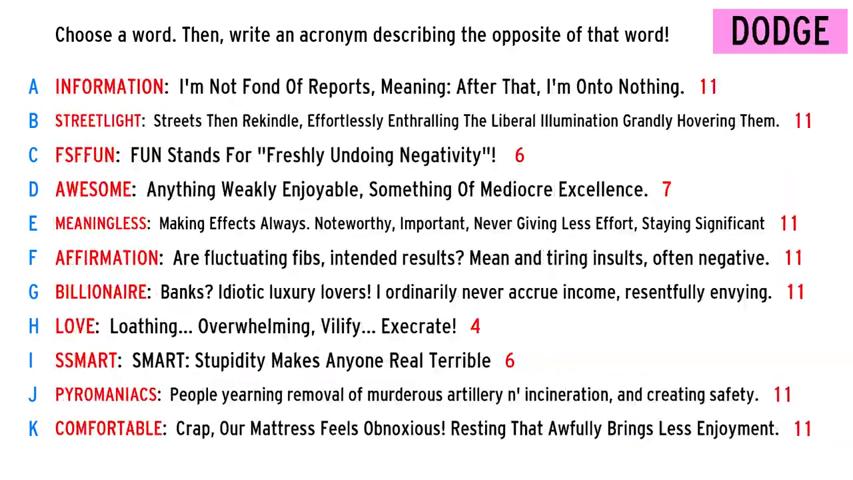 Choose a word. Then, write an acronym describing the opposite of that word!
DODGE
A INFORMATION: I'm Not Fond Of Reports, Meaning: After That, I'm Onto Nothing. 11
B STREETLIGHT: Streets Then Rekindle, Effortlessly Enthralling The Liberal Illumination Grandly Hovering Them. 11
C FSFFUN: FUN Stands For "Freshly Undoing Negativity"! 6
D AWESOME: Anything Weakly Enjoyable, Something Of Mediocre Excellence. 7
E MEANINGLESS: Making Effects Always. Noteworthy, Important, Never Giving Less Effort, Staying Significant 11
F AFFIRMATION: Are fluctuating fibs, intended results? Mean and tiring insults, often negative. 11
G BILLIONAIRE: Banks? Idiotic luxury lovers! I ordinarily never accrue income, resentfully envying. 11
H LOVE: Loathing... Overwhelming, Vilify... Execrate! 4
I SSMART: SMART: Stupidity Makes Anyone Real Terrible 6
J PYROMANIACS: People yearning removal of murderous artillery n' incineration, and creating safety. 11
K COMFORTABLE: Crap, Our Mattress Feels Obnoxious! Resting That Awfully Brings Less Enjoyment. 11